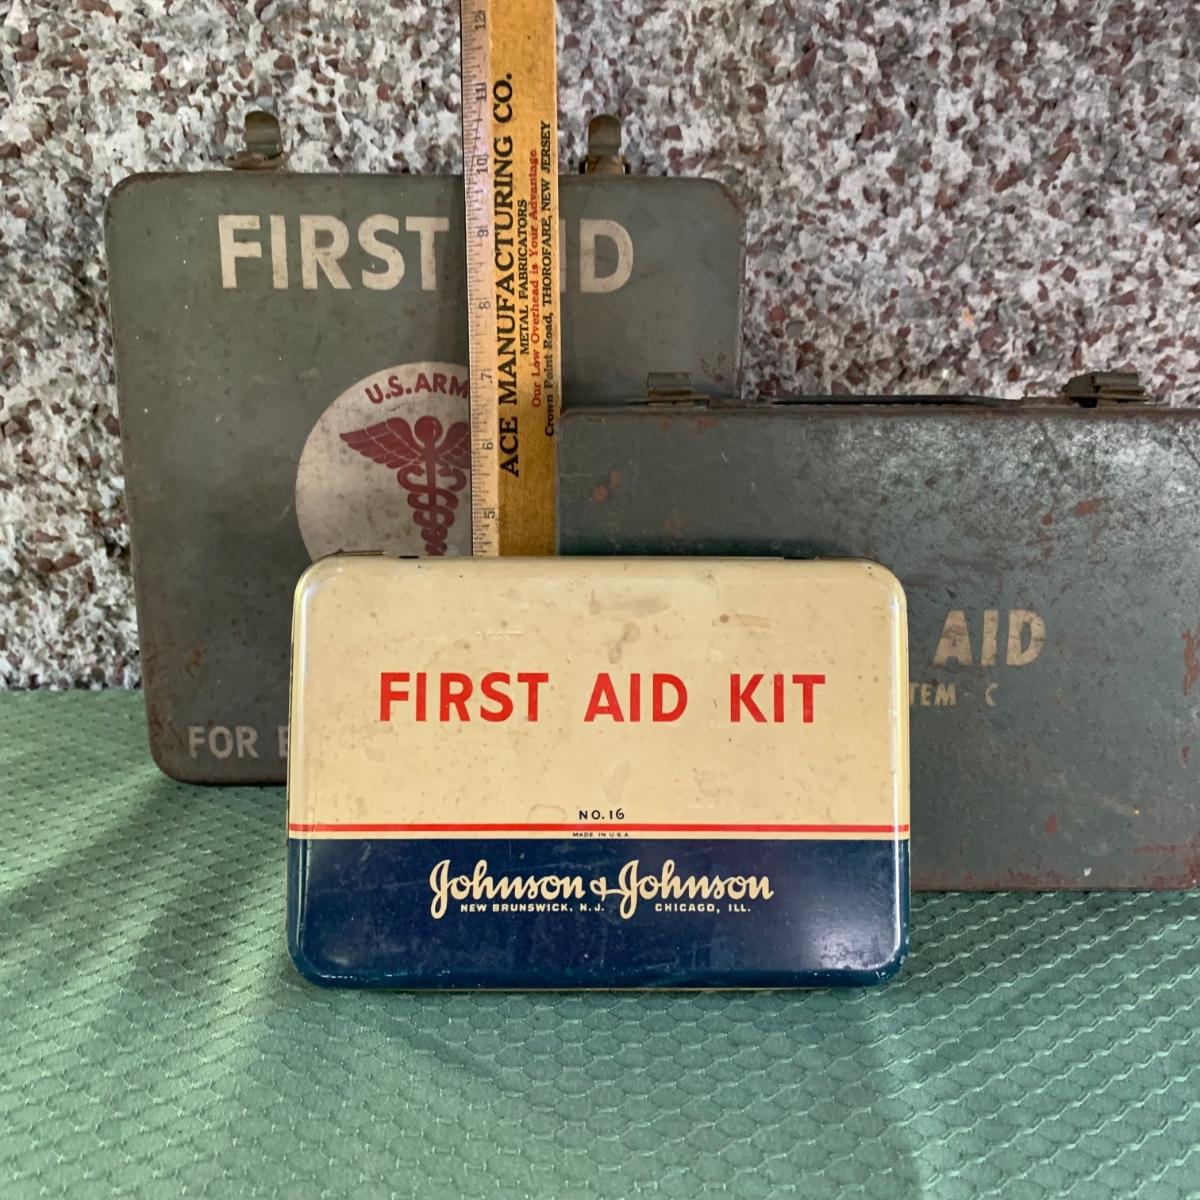 FIRST AID
U.S. ARM
FOR
12
11
10
9
8
7
6
5
ACE MANUFACTURING CO.
METAL FABRICATORS
Our Low Overhead is Your Advantage
Crown Point Road, THOROFARE, NEW JERSEY
AID
TEM C
FIRST AID KIT
NO. 16
MADE IN U.S.A
Johnson & Johnson
NEW BRUNSWICK, N. J. CHICAGO, ILL.